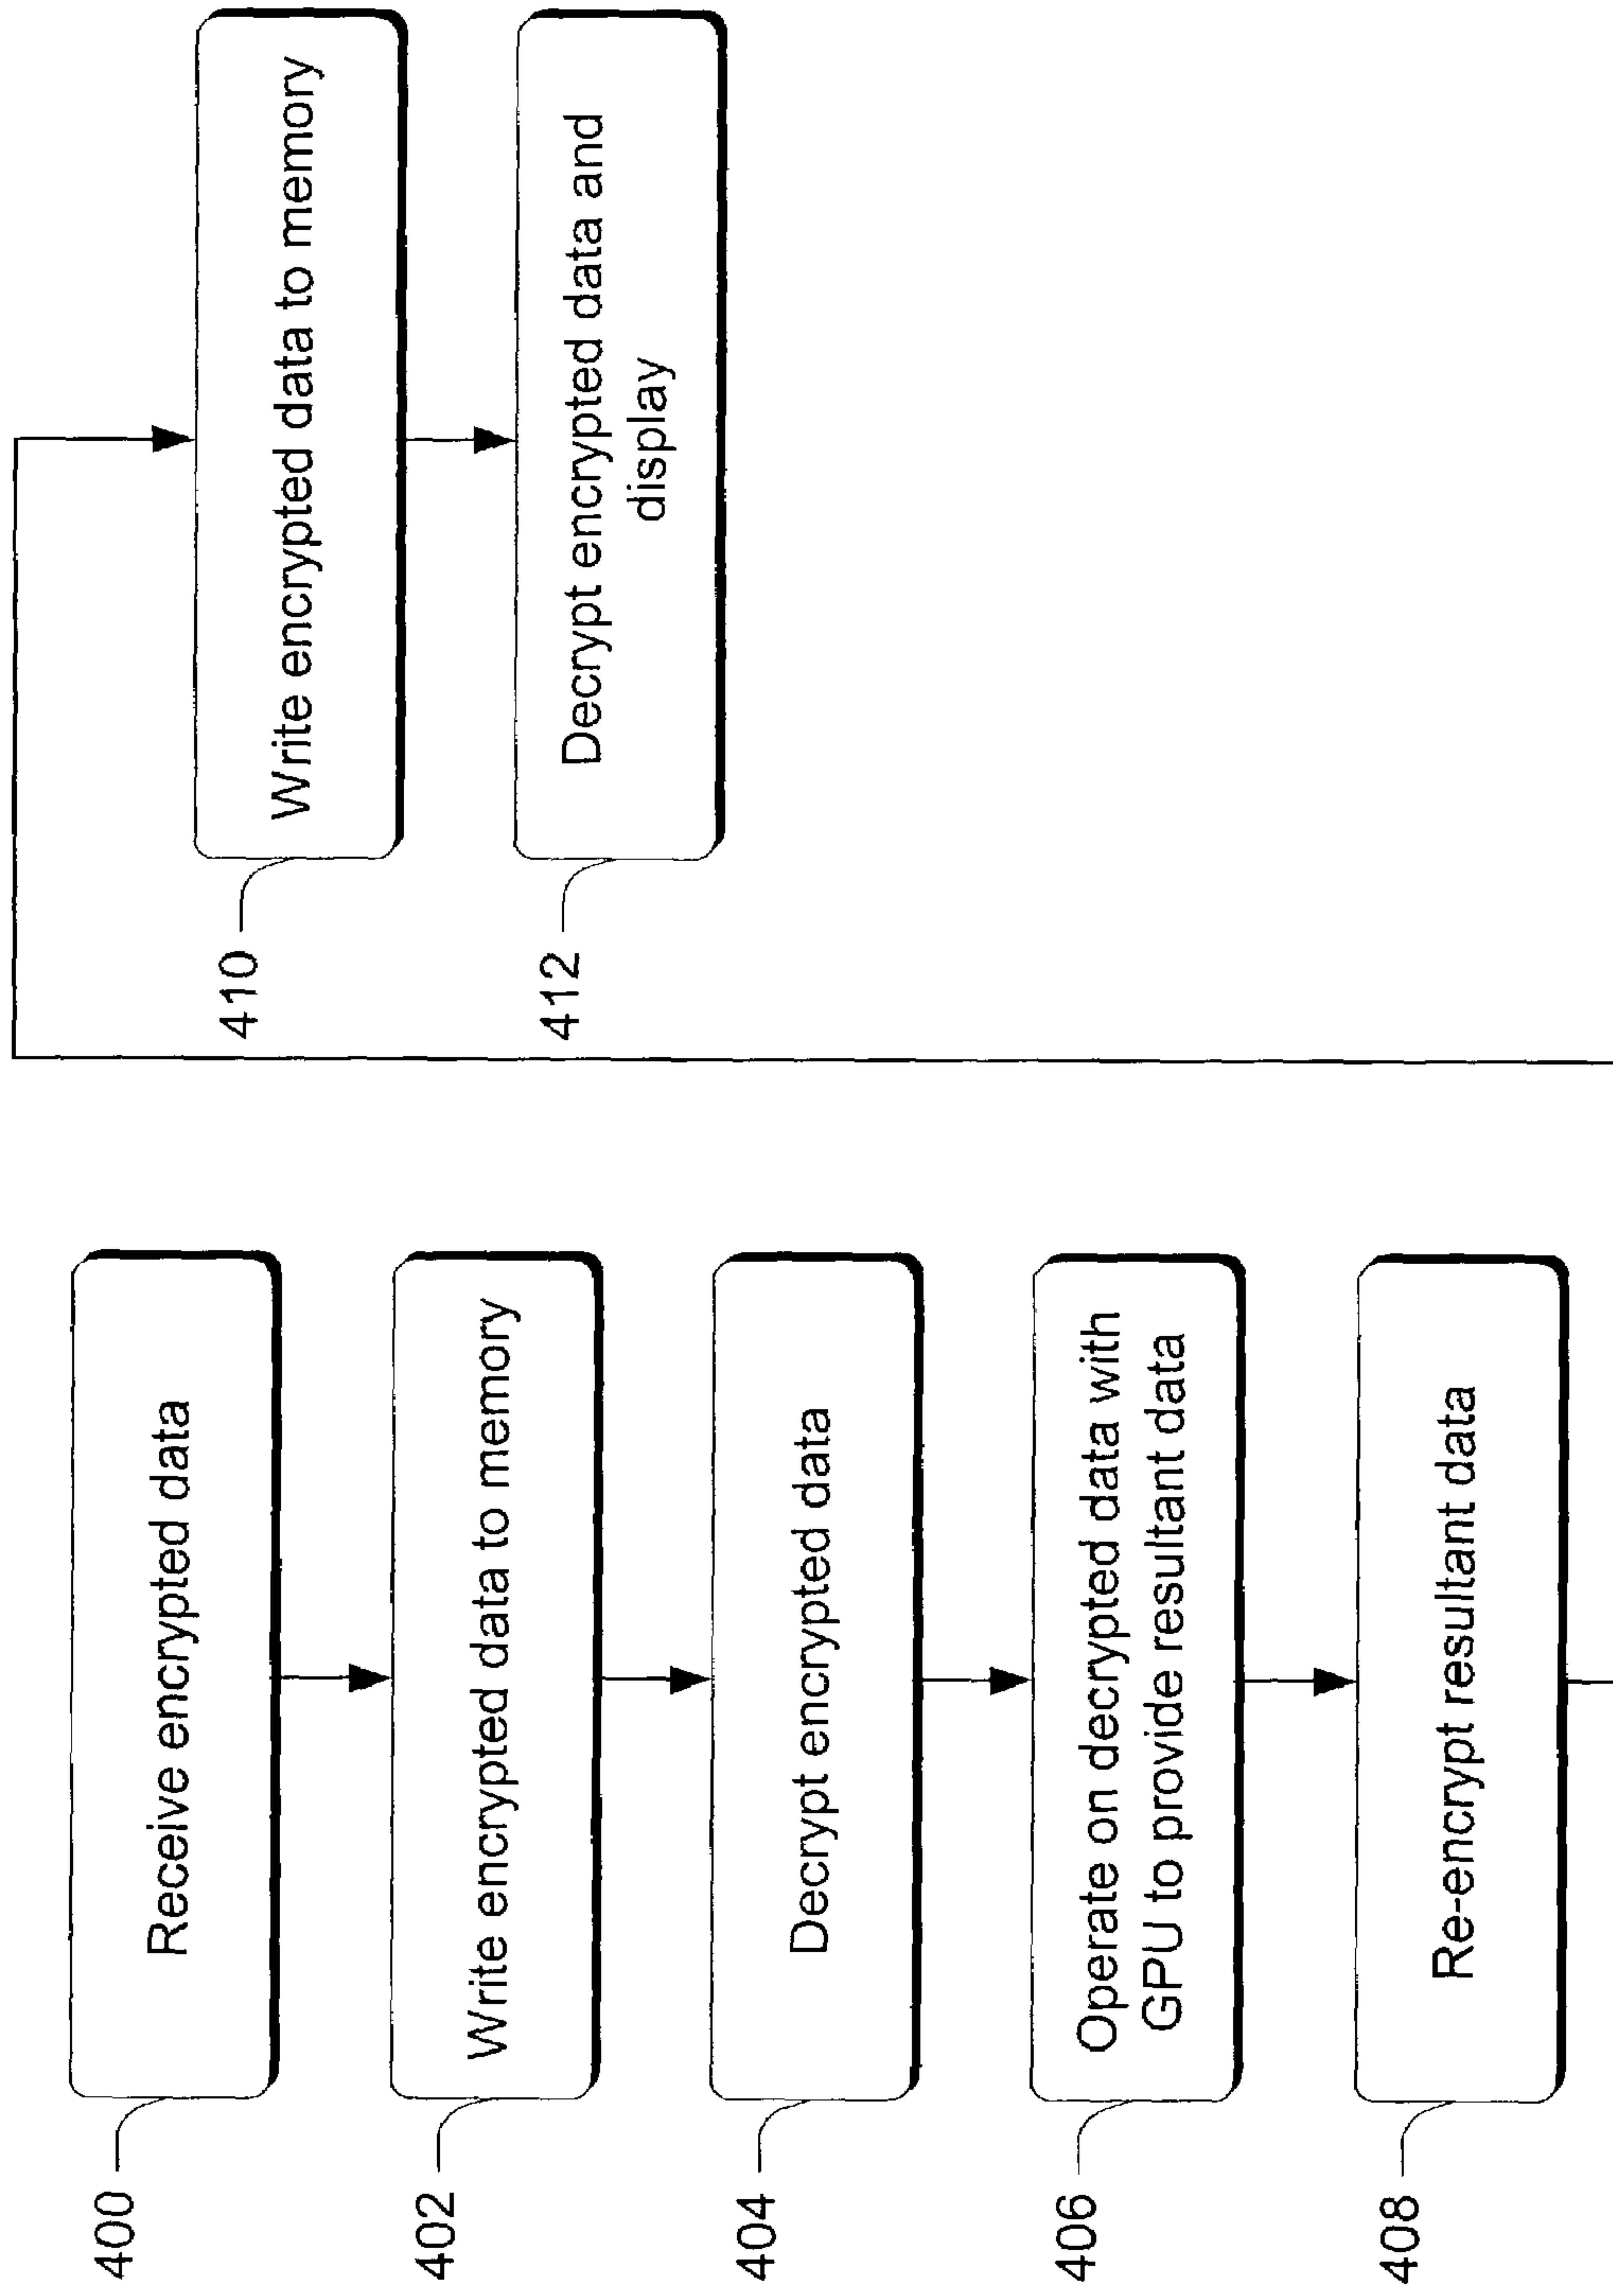 400
Receive encrypted data
402
Write encrypted data to memory
404
Decrypt encrypted data
406
Operate on decrypted data with
GPU to provide resultant data
408
Re-encrypt resultant data
410
Write encrypted data to memory
412
Decrypt encrypted data and
display